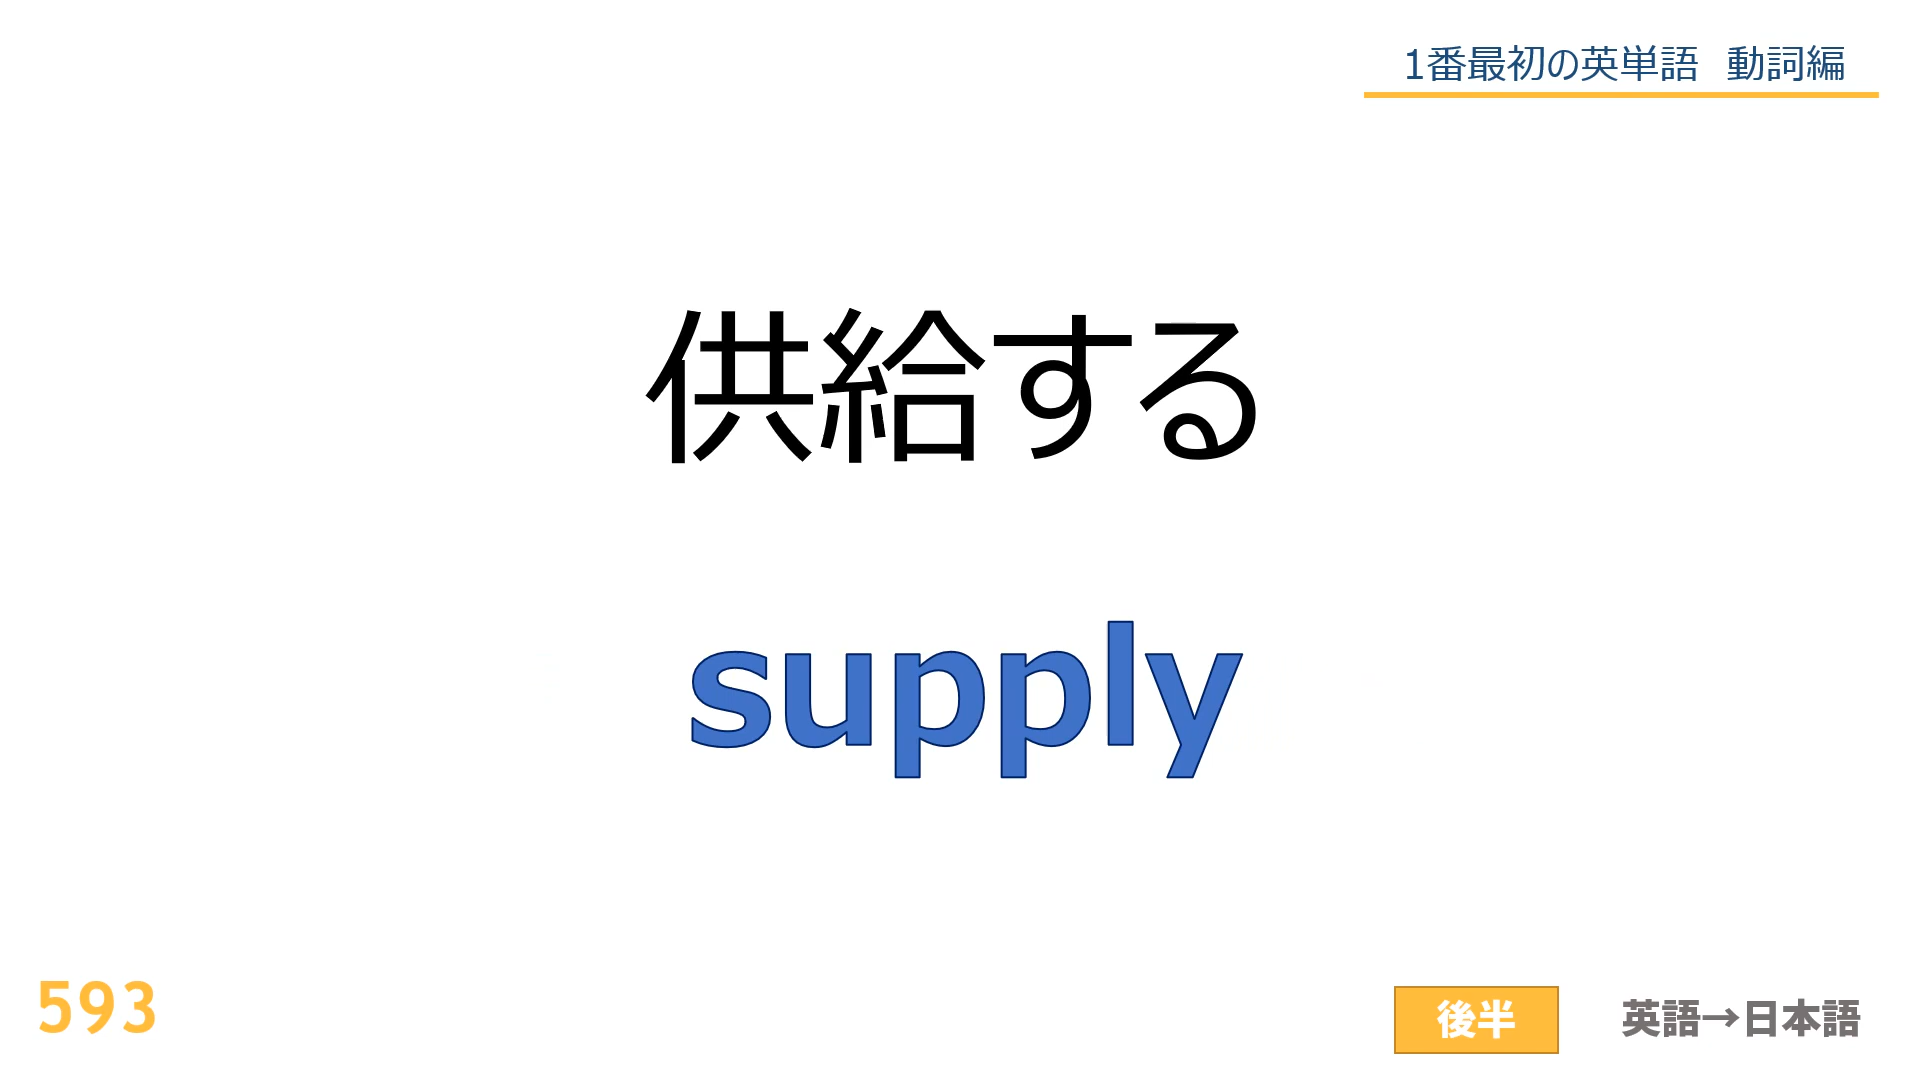 1番最初の英単語　動詞編
供給する
supply
593
後半
英語→日本語